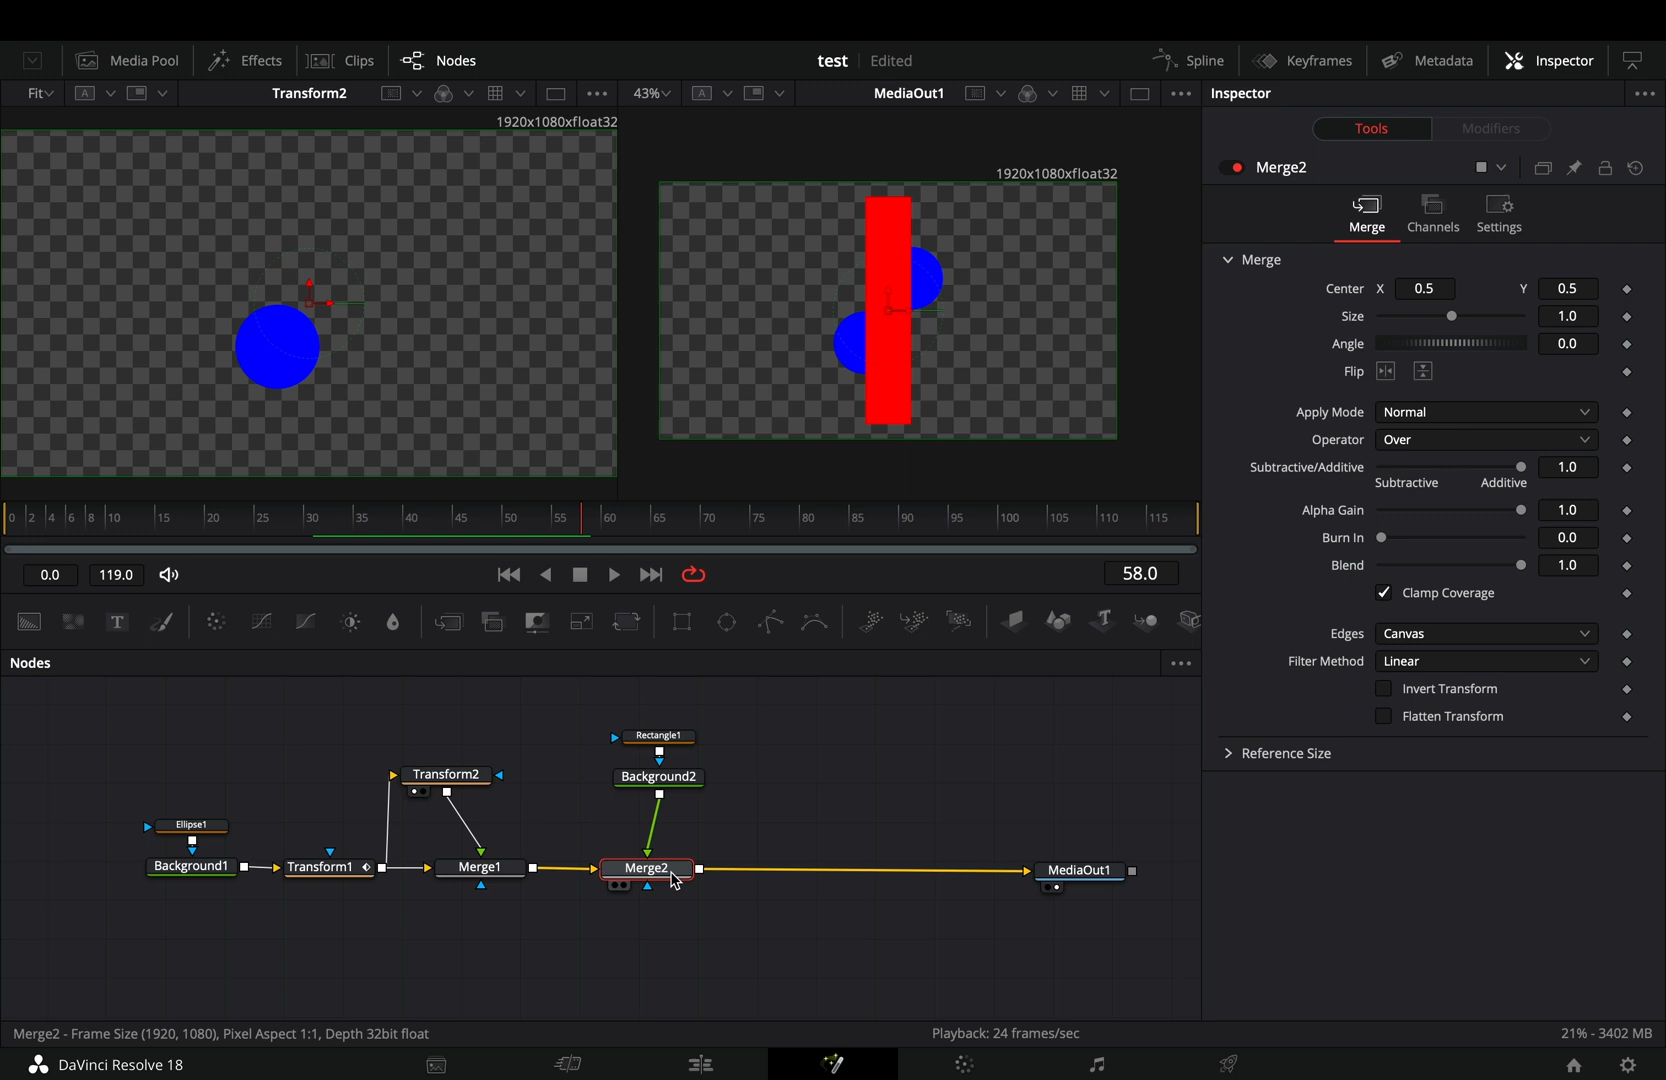 Media Pool Effects Clips Nodes test Edited Spline Keyframes Metadata Inspector
Fit A Transform2 43% A MediaOut1 Inspector
1920x1080xfloat32
1920x1080xfloat32
Tools Modifiers
Merge2
Merge Channels Settings
Merge
Center X 0.5 Y 0.5
Size 1.0
Angle 0.0
Flip
Apply Mode Normal
Operator Over
Subtractive/Additive 1.0
Subtractive Additive
Alpha Gain 1.0
Burn In 0.0
Blend 1.0
Clamp Coverage
Edges Canvas
Filter Method Linear
Invert Transform
Flatten Transform
Reference Size
0 2 4 6 8 10 15 20 25 30 35 40 45 50 55 60 65 70 75 80 85 90 95 100 105 110 115
0.0 119.0 58.0
T T
Nodes
Rectangle1
Transform2 Background2
Ellipse1
Background1 Transform1 Merge1 Merge2 MediaOut1
Merge2 - Frame Size (1920, 1080), Pixel Aspect 1:1, Depth 32bit float Playback: 24 frames/sec 21% - 3402 MB
DaVinci Resolve 18